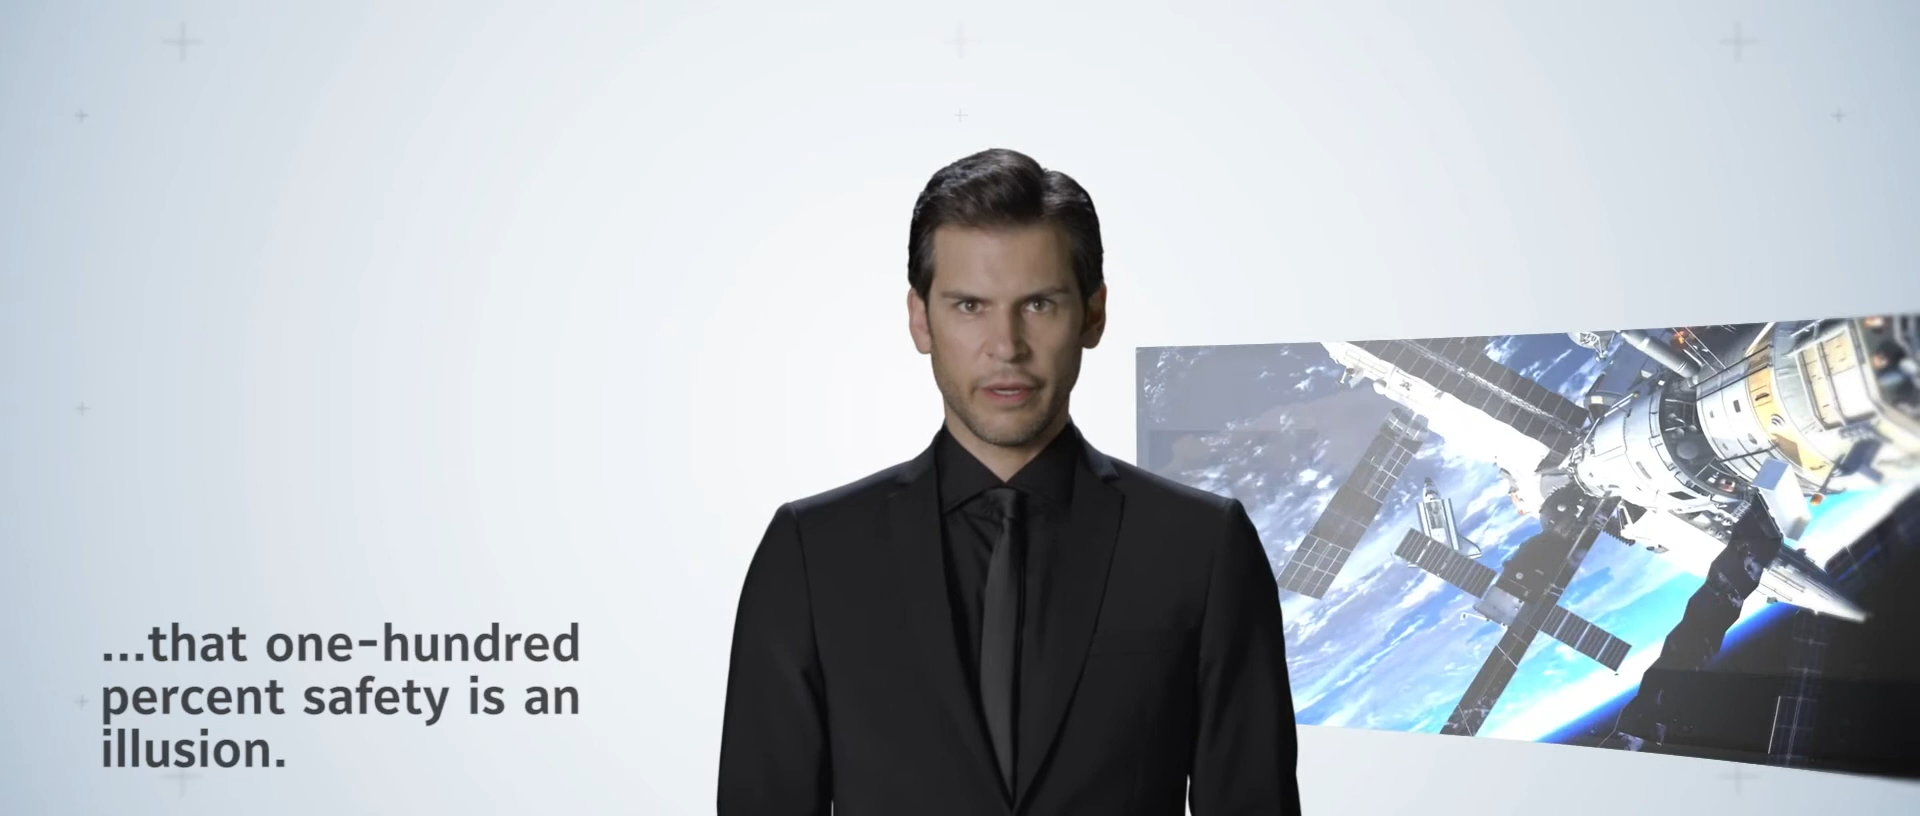 ...that one-hundred
percent safety is an
illusion.